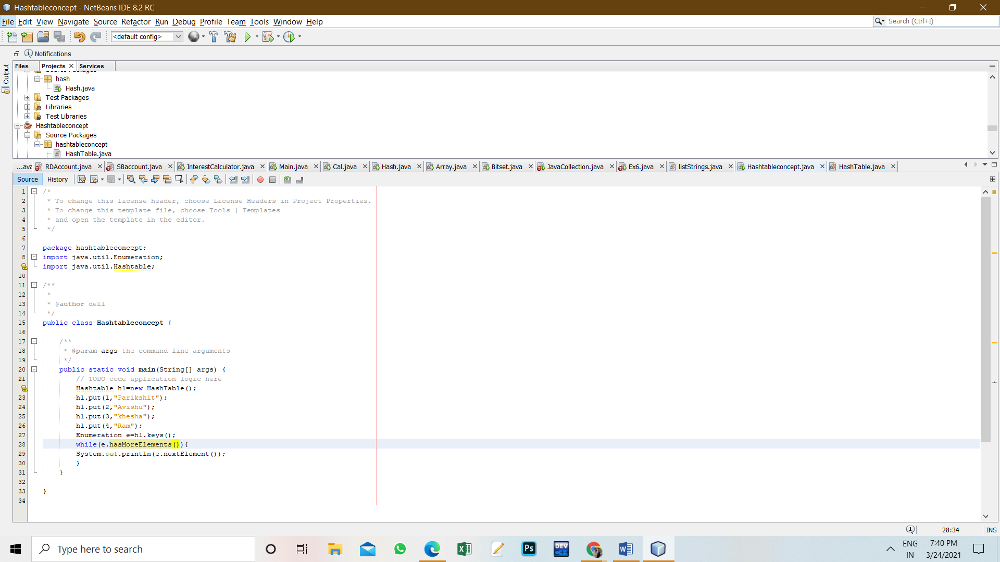 Hashtableconcept - NetBeans IDE 8.2 RC
File Edit View Navigate Source Refactor Run Debug Profile Team Tools Window Help
Search (Ctrl+I)
<default config>
Notifications
Output
Files Projects Services
hash
Hash.java
Test Packages
Libraries
Test Libraries
Hashtableconcept
Source Packages
hashtableconcept
HashTable.java
...ava RDAccount.java SBaccount.java InterestCalculator.java Main.java Cal.java Hash.java Array.java Bitset.java JavaCollection.java Ex6.java listStrings.java Hashtableconcept.java HashTable.java
Source History
1 /*
2 * To change this license header, choose License Headers in Project Properties.
3 * To change this template file, choose Tools | Templates
4 * and open the template in the editor.
5 */
6
7 package hashtableconcept;
8 import java.util.Enumeration;
import java.util.Hashtable;
10
11 /**
12 *
13 * @author dell
14 */
15 public class Hashtableconcept {
16
17 /**
18 * @param args the command line arguments
19 */
20 public static void main(String[] args) {
21 // TODO code application logic here
Hashtable hl=new HashTable();
23 hl.put(1,"Parikshit");
24 hl.put(2,"Avishu");
25 hl.put(3,"khesha");
26 hl.put(4,"Ram");
27 Enumeration e=hl.keys();
28 while(e.hasMoreElements()){
29 System.out.println(e.nextElement());
30 }
31 }
32
33 }
34
28:34 INS
Type here to search
Ps
DEV C++
ENG
IN
7:40 PM
3/24/2021